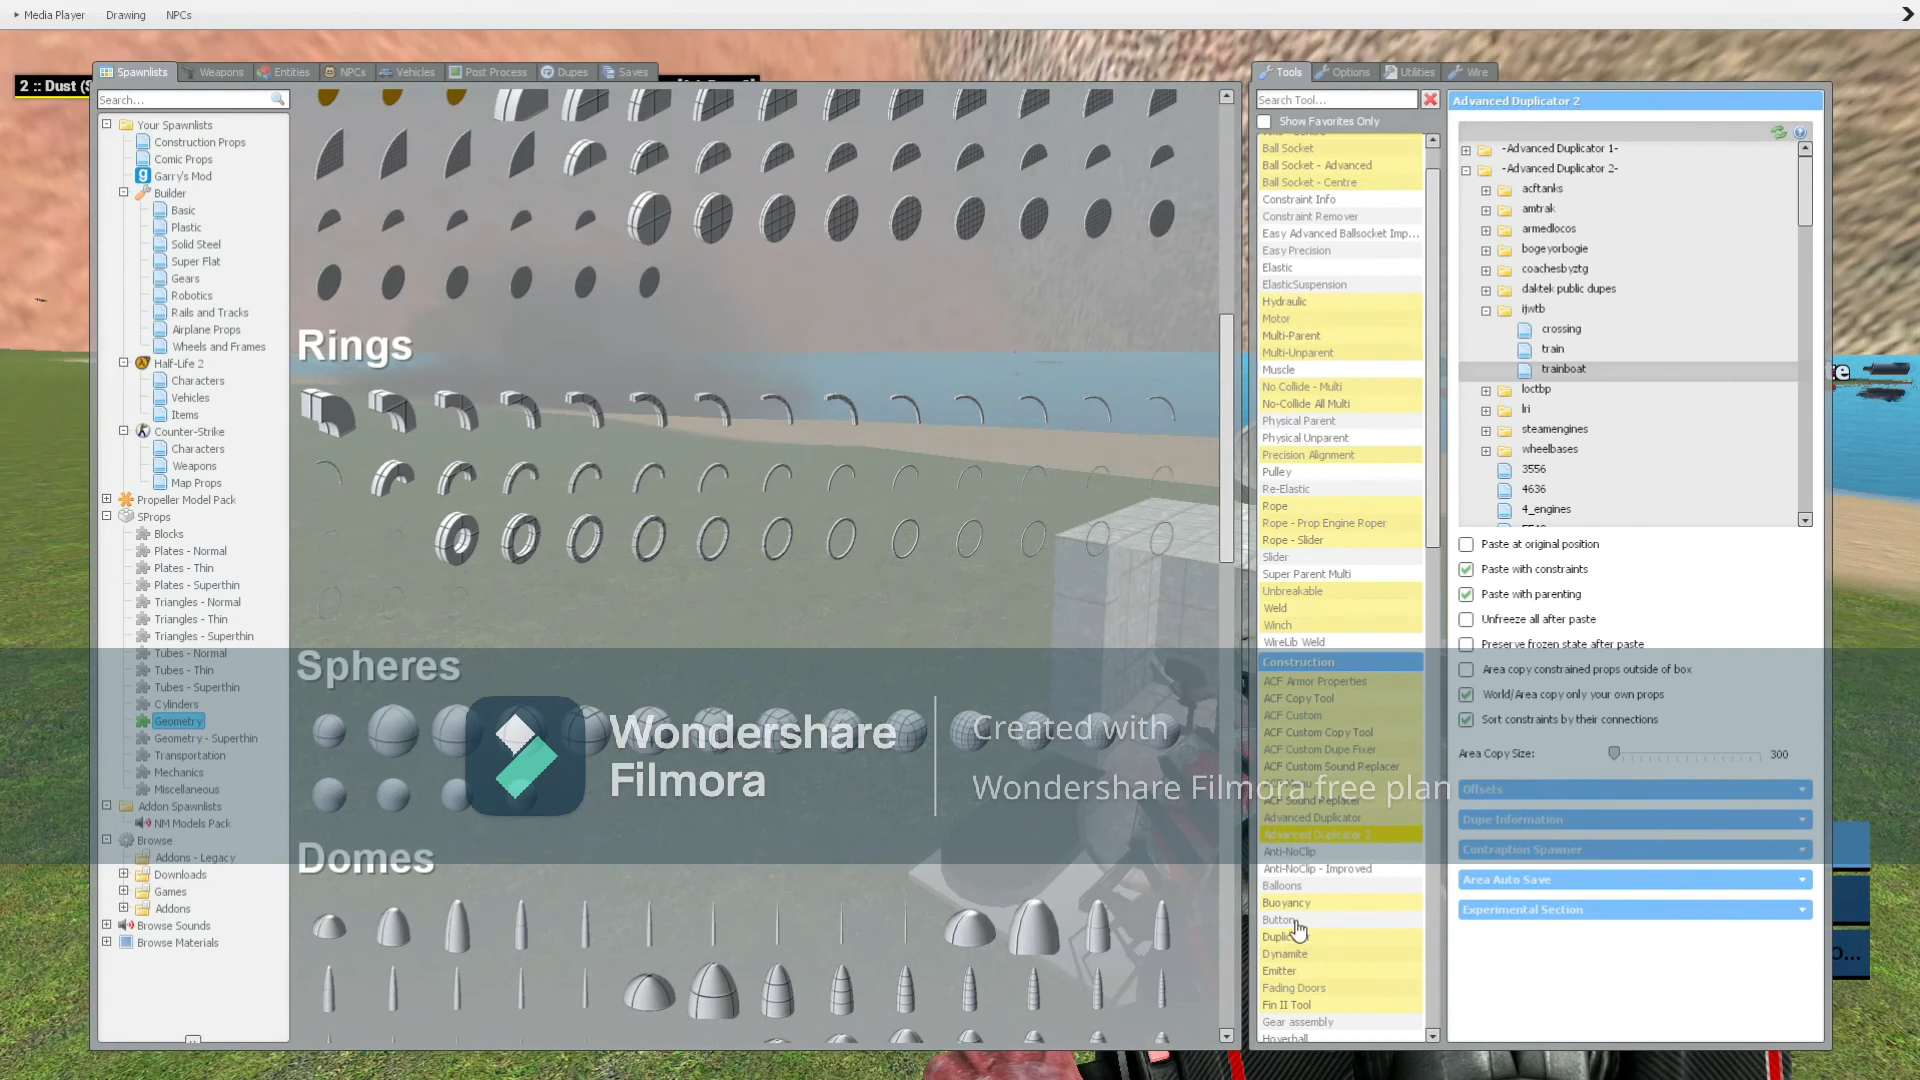 Media Player Drawing NPCs
2 :: Dust (S
Spawnlists Weapons Entities NPCs Vehicles Post Process Dupes Saves
Search...
Your Spawnlists
Construction Props
Comic Props
Garry's Mod
Builder
Basic
Plastic
Solid Steel
Super Flat
Gears
Robotics
Rails and Tracks
Airplane Props
Wheels and Frames
Half-Life 2
Characters
Vehicles
Items
Counter-Strike
Characters
Weapons
Map Props
Propeller Model Pack
SProps
Blocks
Plates - Normal
Plates - Thin
Plates - Superthin
Triangles - Normal
Triangles - Thin
Triangles - Superthin
Tubes - Normal
Tubes - Thin
Tubes - Superthin
Cylinders
Geometry
Geometry - Superthin
Transportation
Mechanics
Miscellaneous
Addon Spawnlists
NM Models Pack
Browse
Addons - Legacy
Downloads
Games
Addons
Browse Sounds
Browse Materials
Rings
Spheres
Domes
Wondershare
Filmora
Created with
Wondershare Filmora free plan
Tools Options Utilities Wire
Search Tool...
Show Favorites Only
Ball Socket
Ball Socket - Advanced
Ball Socket - Centre
Constraint Info
Constraint Remover
Easy Advanced Ballsocket Imp...
Easy Precision
Elastic
ElasticSuspension
Hydraulic
Motor
Multi-Parent
Multi-Unparent
Muscle
No Collide - Multi
No-Collide All Multi
Physical Parent
Physical Unparent
Precision Alignment
Pulley
Re-Elastic
Rope
Rope - Prop Engine Roper
Rope - Slider
Slider
Super Parent Multi
Unbreakable
Weld
Winch
WireLib Weld
Construction
ACF Armor Properties
ACF Copy Tool
ACF Custom
ACF Custom Copy Tool
ACF Custom Dupe Fixer
ACF Custom Sound Replacer
ACF Sound Replacer
Advanced Duplicator
Advanced Duplicator 2
Anti-NoClip
Anti-NoClip - Improved
Balloons
Buoyancy
Button
Dynamite
Emitter
Fading Doors
Fin II Tool
Gear assembly
Hoverball
Advanced Duplicator 2
-Advanced Duplicator 1-
-Advanced Duplicator 2-
acftanks
amtrak
armedlocos
bogeyorbogie
coachesbyztg
daktek public dupes
ijwtb
crossing
train
trainboat
loctbp
lri
steamengines
wheelbases
3556
4636
4_engines
Paste at original position
Paste with constraints
Paste with parenting
Unfreeze all after paste
Preserve frozen state after paste
Area copy constrained props outside of box
World/Area copy only your own props
Sort constraints by their connections
Area Copy Size: 300
Offsets
Dupe Information
Contraption Spawner
Area Auto Save
Experimental Section